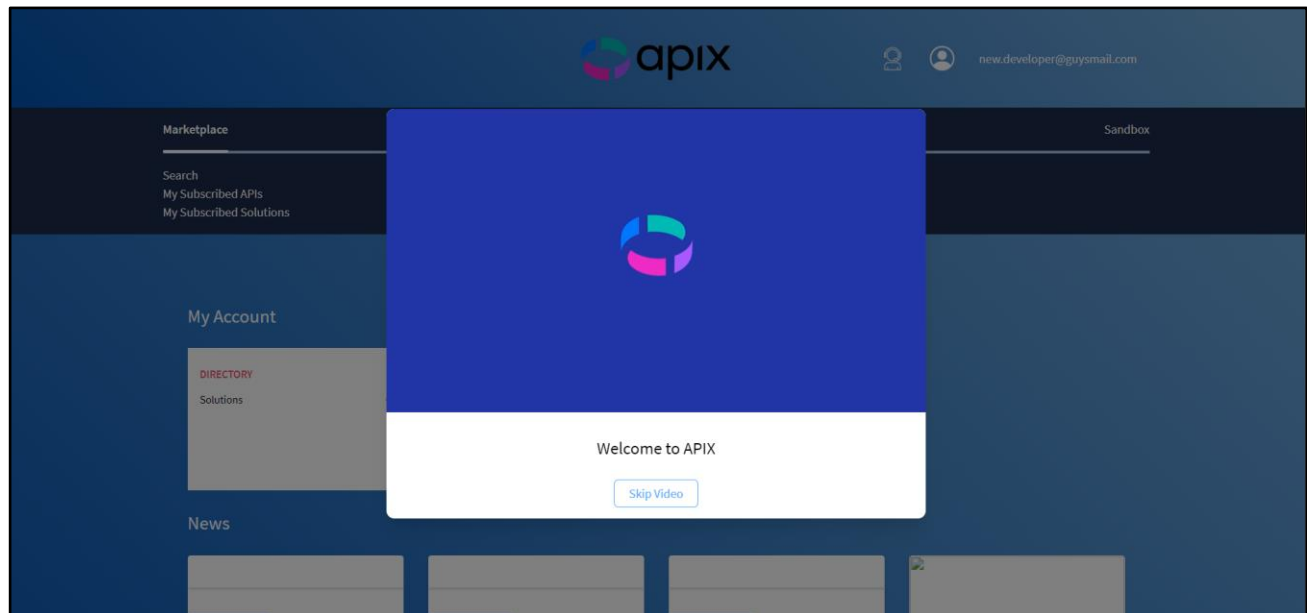 apix
new.developer@guysmail.com
Marketplace
Sandbox
Search
My Subscribed APIs
My Subscribed Solutions
My Account
DIRECTORY
Solutions
Welcome to APIX
Skip Video
News